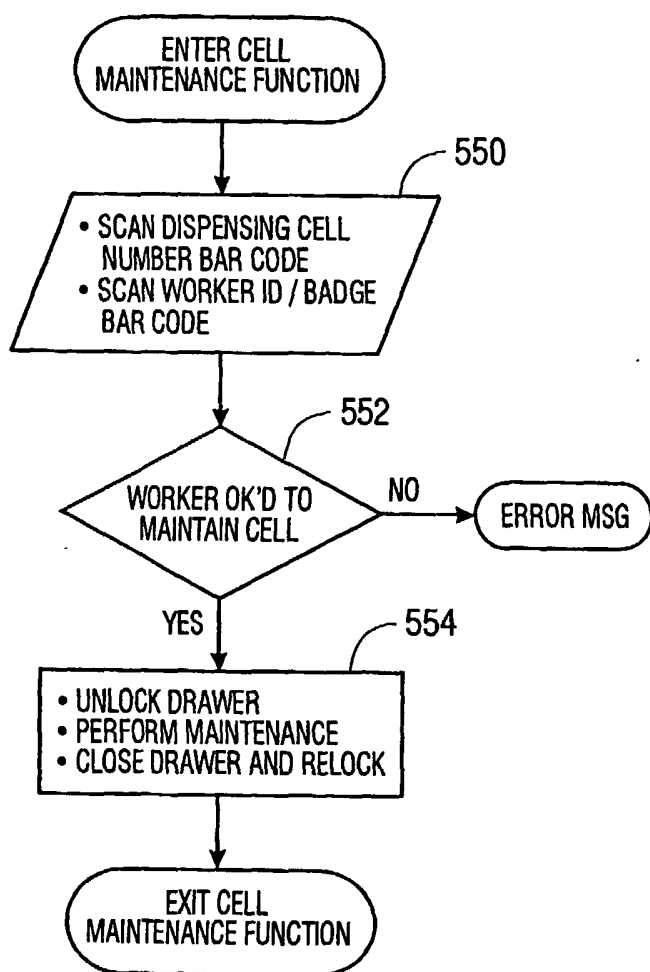 ENTER CELL
MAINTENANCE FUNCTION
550
• SCAN DISPENSING CELL
NUMBER BAR CODE
• SCAN WORKER ID / BADGE
BAR CODE
552
WORKER OK'D TO
MAINTAIN CELL
NO
ERROR MSG
YES
554
• UNLOCK DRAWER
• PERFORM MAINTENANCE
• CLOSE DRAWER AND RELOCK
EXIT CELL
MAINTENANCE FUNCTION